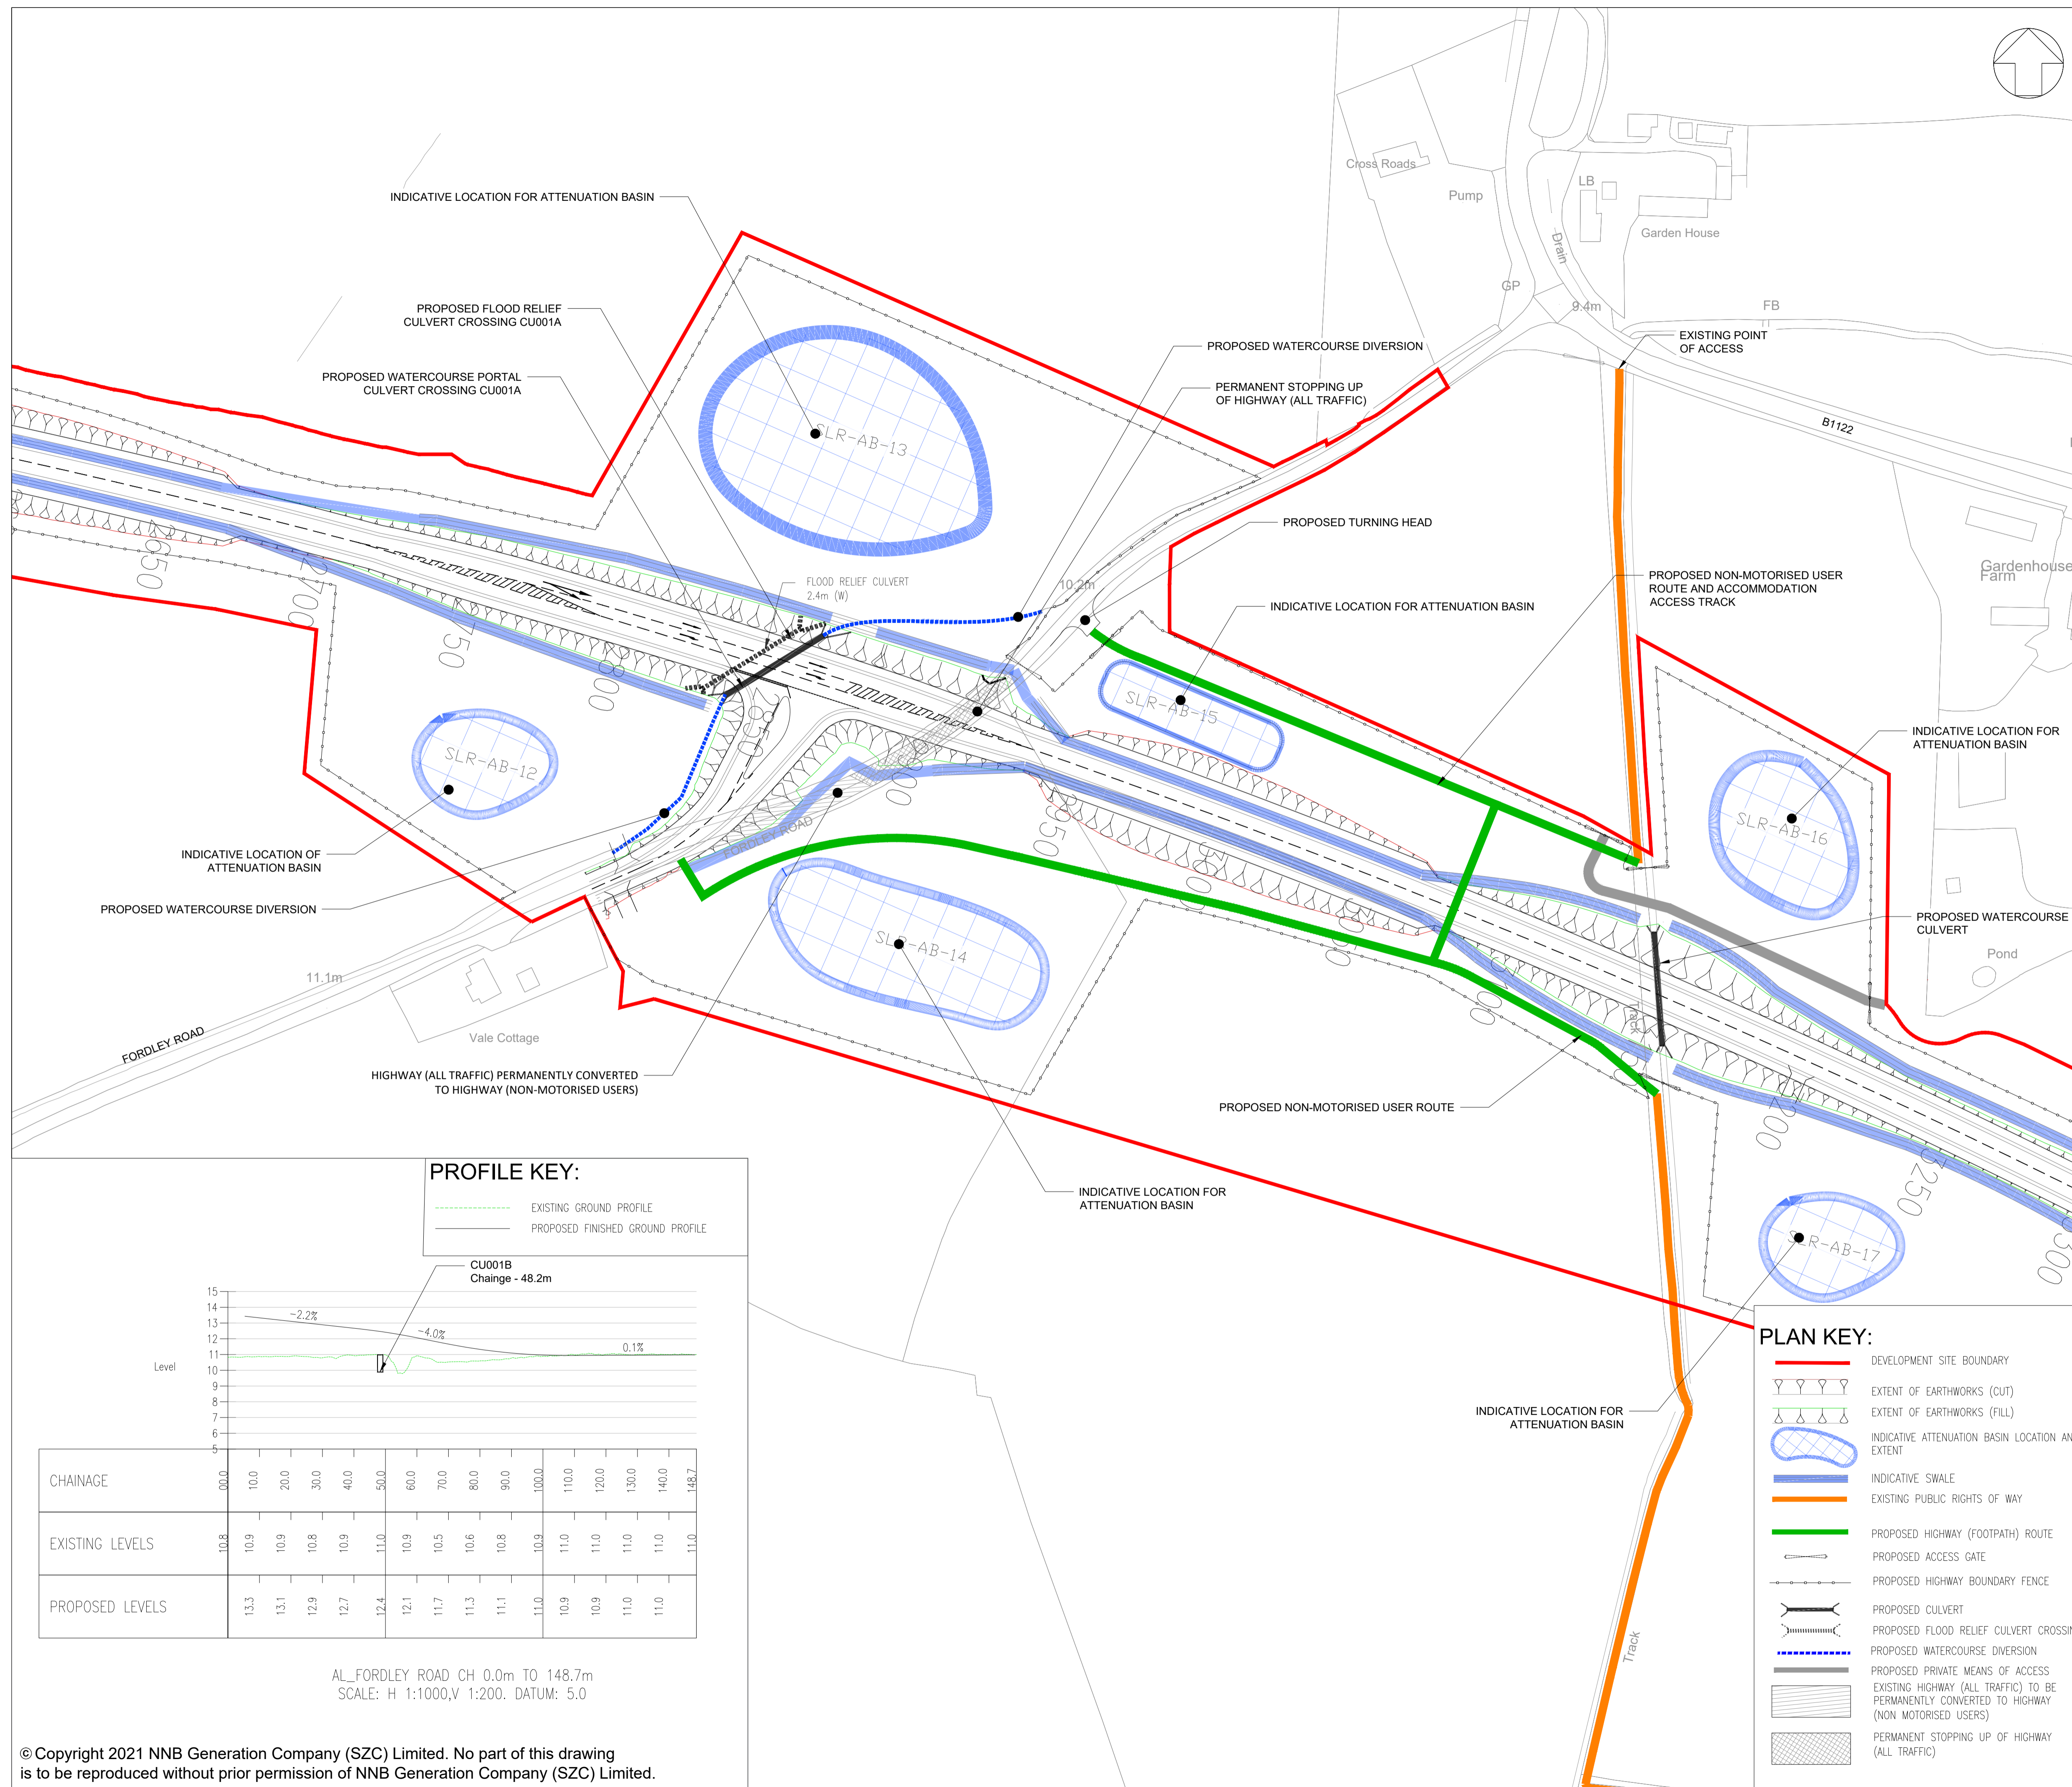 Cross Roads
Pump
LB
Garden House
Drain
GP
9.4m
FB
INDICATIVE LOCATION FOR ATTENUATION BASIN
PROPOSED FLOOD RELIEF
CULVERT CROSSING CU001A
PROPOSED WATERCOURSE PORTAL
CULVERT CROSSING CU001A
PROPOSED WATERCOURSE DIVERSION
PERMANENT STOPPING UP
OF HIGHWAY (ALL TRAFFIC)
EXISTING POINT
OF ACCESS
B1122
SLR-AB-13
PROPOSED TURNING HEAD
FLOOD RELIEF CULVERT
2.4m (W)
10.2m
INDICATIVE LOCATION FOR ATTENUATION BASIN
PROPOSED NON-MOTORISED USER
ROUTE AND ACCOMMODATION
ACCESS TRACK
Gardenhouse
Farm
2650
2700
2750
2800
2850
2900
2950
SLR-AB-15
SLR-AB-12
INDICATIVE LOCATION FOR
ATTENUATION BASIN
SLR-AB-16
FORDLEY ROAD
INDICATIVE LOCATION OF
ATTENUATION BASIN
PROPOSED WATERCOURSE DIVERSION
SLR-AB-14
PROPOSED WATERCOURSE
CULVERT
Pond
11.1m
Vale Cottage
FORDLEY ROAD
Track
HIGHWAY (ALL TRAFFIC) PERMANENTLY CONVERTED
TO HIGHWAY (NON-MOTORISED USERS)
PROPOSED NON-MOTORISED USER ROUTE
3200
3250
3300
INDICATIVE LOCATION FOR
ATTENUATION BASIN
SLR-AB-17
INDICATIVE LOCATION FOR
ATTENUATION BASIN
Track
PROFILE KEY:
EXISTING GROUND PROFILE
PROPOSED FINISHED GROUND PROFILE
CU001B
Chainge - 48.2m
15
14
13
12
11
10
9
8
7
6
5
Level
-2.2%
-4.0%
0.1%
CHAINAGE 00.0 10.0 20.0 30.0 40.0 50.0 60.0 70.0 80.0 90.0 100.0 110.0 120.0 130.0 140.0 148.7
EXISTING LEVELS 10.8 10.9 10.9 10.8 10.9 11.0 10.9 10.5 10.6 10.8 10.9 11.0 11.0 11.0 11.0 11.0
PROPOSED LEVELS 13.3 13.1 12.9 12.7 12.4 12.1 11.7 11.3 11.1 11.0 10.9 10.9 11.0 11.0
AL_FORDLEY ROAD CH 0.0m TO 148.7m
SCALE: H 1:1000,V 1:200. DATUM: 5.0
© Copyright 2021 NNB Generation Company (SZC) Limited. No part of this drawing
is to be reproduced without prior permission of NNB Generation Company (SZC) Limited.
PLAN KEY:
DEVELOPMENT SITE BOUNDARY
EXTENT OF EARTHWORKS (CUT)
EXTENT OF EARTHWORKS (FILL)
INDICATIVE ATTENUATION BASIN LOCATION AN
EXTENT
INDICATIVE SWALE
EXISTING PUBLIC RIGHTS OF WAY
PROPOSED HIGHWAY (FOOTPATH) ROUTE
PROPOSED ACCESS GATE
PROPOSED HIGHWAY BOUNDARY FENCE
PROPOSED CULVERT
PROPOSED FLOOD RELIEF CULVERT CROSSIN
PROPOSED WATERCOURSE DIVERSION
PROPOSED PRIVATE MEANS OF ACCESS
EXISTING HIGHWAY (ALL TRAFFIC) TO BE
PERMANENTLY CONVERTED TO HIGHWAY
(NON MOTORISED USERS)
PERMANENT STOPPING UP OF HIGHWAY
(ALL TRAFFIC)